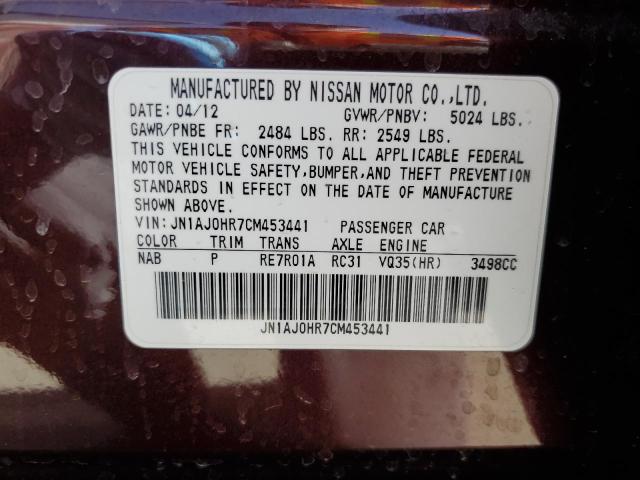 MANUFACTURED BY NISSAN MOTOR CO.,LTD.
DATE: 04/12 GVWR/PNBV: 5024 LBS.
GAWR/PNBE FR: 2484 LBS. RR: 2549 LBS.
THIS VEHICLE CONFORMS TO ALL APPLICABLE FEDERAL
MOTOR VEHICLE SAFETY,BUMPER,AND THEFT PREVENTION
STANDARDS IN EFFECT ON THE DATE OF MANUFACTURE
SHOWN ABOVE.
VIN: JN1AJ0HR7CM453441 PASSENGER CAR
COLOR TRIM TRANS AXLE ENGINE
NAB P RE7R01A RC31 VQ35(HR) 3498CC
JN1AJ0HR7CM453441